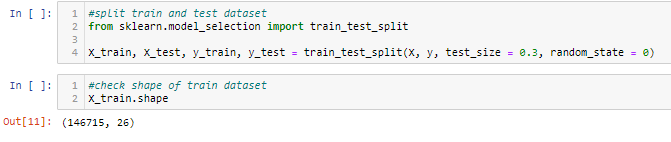 In [ ]:
1 #split train and test dataset
2 from sklearn.model_selection import train_test_split
3
4 X_train, X_test, y_train, y_test = train_test_split(X, y, test_size = 0.3, random_state = 0)
In [ ]:
1 #check shape of train dataset
2 X_train.shape
Out[11]: (146715, 26)